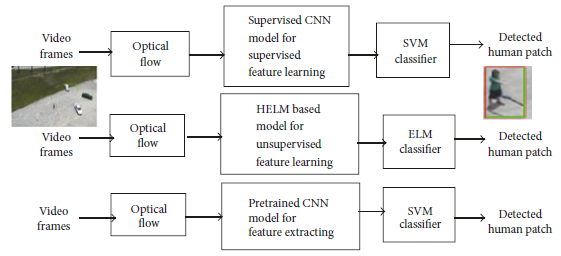 Video
frames
Optical
flow
Supervised CNN
model for
supervised
feature learning
SVM
classifier
Detected
human patch
Video
frames
Optical
flow
HELM based
model for
unsupervised
feature learning
ELM
classifier
Detected
human patch
Video
frames
Optical
flow
Pretrained CNN
model for
feature extracting
SVM
classifier
Detected
human patch